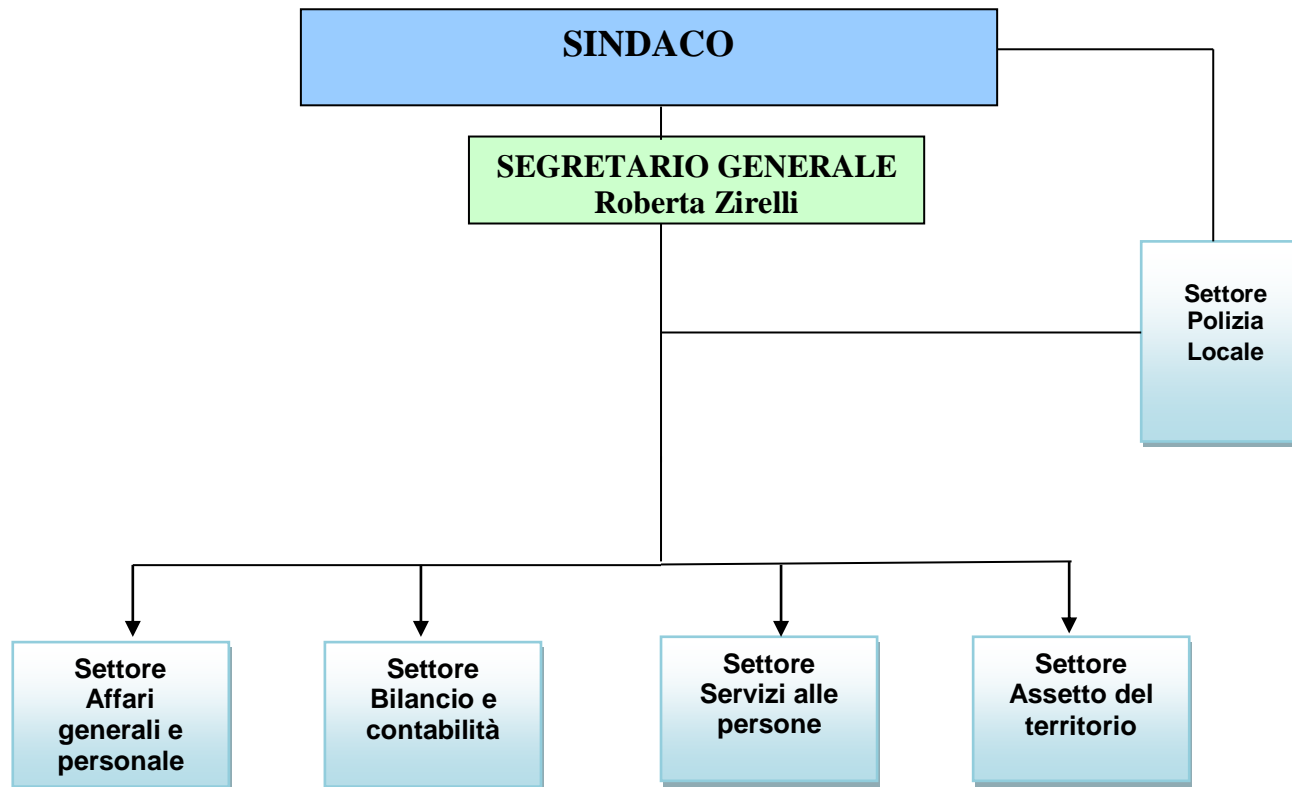 SINDACO
SEGRETARIO GENERALE
Roberta Zirelli
Settore
Polizia
Locale
Settore
Affari
generali e
personale
Settore
Bilancio e
contabilità
Settore
Servizi alle
persone
Settore
Assetto del
territorio